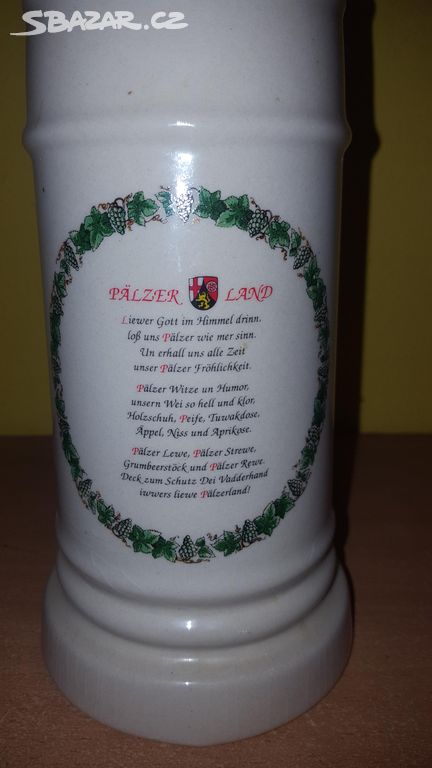 SBAZAR.CZ
PÄLZER LAND
Liewer Gott im Himmel drinn,
loß uns Pälzer wie mer sinn.
Un erhall uns alle Zeit
unser Pälzer Fröhlichkeit.
Pälzer Witze un Humor,
unsern Wei so hell und klor,
Holzschuh, Peife, Tuwakdose,
Äppel, Niss und Aprikose.
Pälzer Lewe, Pälzer Strewe,
Grumbeerstöck und Pälzer Rewe.
Deck zum Schutz Dei Vadderhand
iwwers liewe Pälzerland!